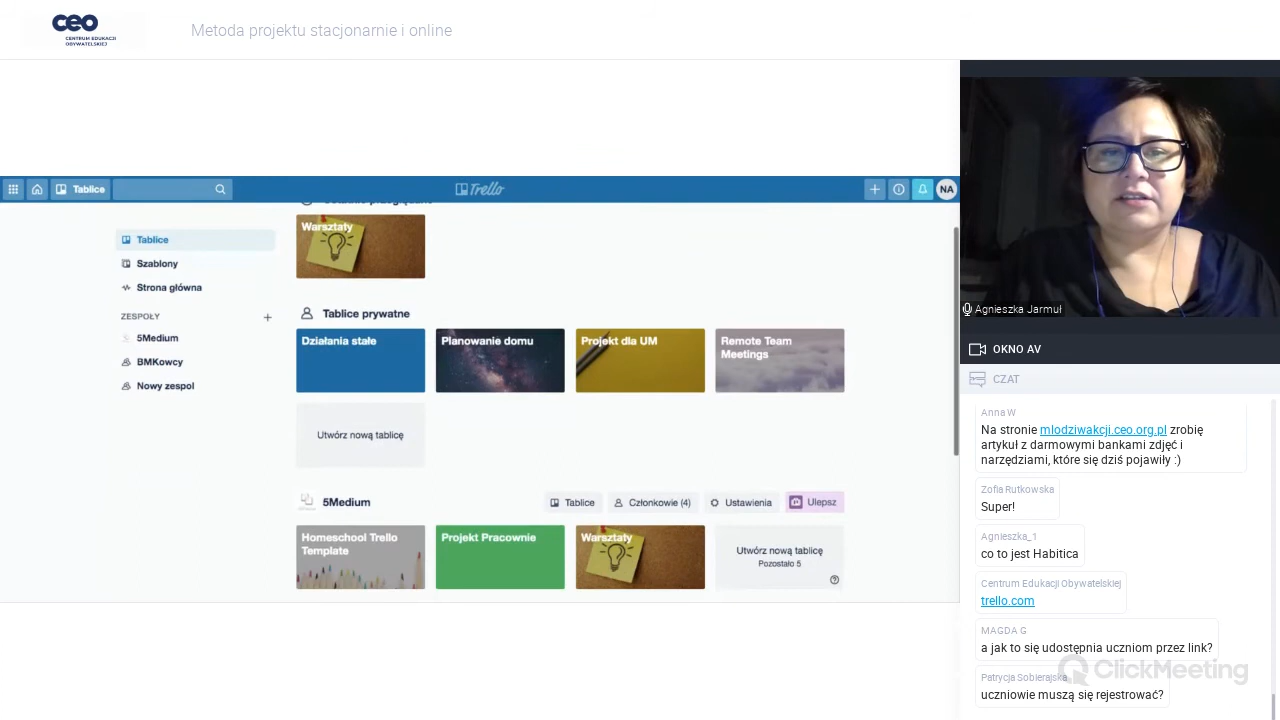 ceo
CENTRUM EDUKACJI
OBYWATELSKIEJ
Metoda projektu stacjonarnie i online
Tablice
Trello
NA
Tablice
Szablony
Strona główna
ZESPOŁY
5Medium
BMKowcy
Nowy zespol
Warsztaty
Tablice prywatne
Działania stałe
Planowanie domu
Projekt dla UM
Remote Team
Meetings
Utwórz nową tablicę
5Medium
Tablice
Członkowie (4)
Ustawienia
Ulepsz
Homeschool Trello
Template
Projekt Pracownie
Warsztaty
Utwórz nową tablicę
Pozostało 5
Agnieszka Jarmuł
OKNO AV
CZAT
Anna W
Na stronie mlodziwakcji.ceo.org.pl zrobię
artykuł z darmowymi bankami zdjęć i
narzędziami, które się dziś pojawiły :)
Zofia Rutkowska
Super!
Agnieszka_1
co to jest Habitica
Centrum Edukacji Obywatelskiej
trello.com
MAGDA G
a jak to się udostępnia uczniom przez link?
Patrycja Sobierajska
uczniowie muszą się rejestrować?
ClickMeeting